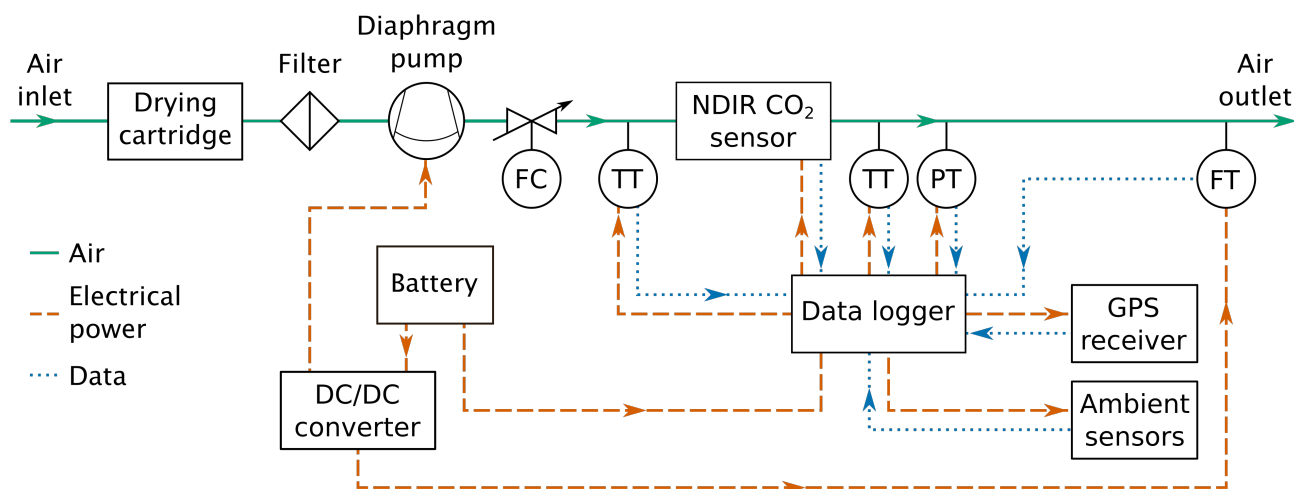 Diaphragm
pump
Air
inlet
Filter
Air
outlet
Drying
cartridge
NDIR CO₂
sensor
FC
TT
TT
PT
FT
Air
Electrical
power
Data
Battery
Data logger
GPS
receiver
DC/DC
converter
Ambient
sensors